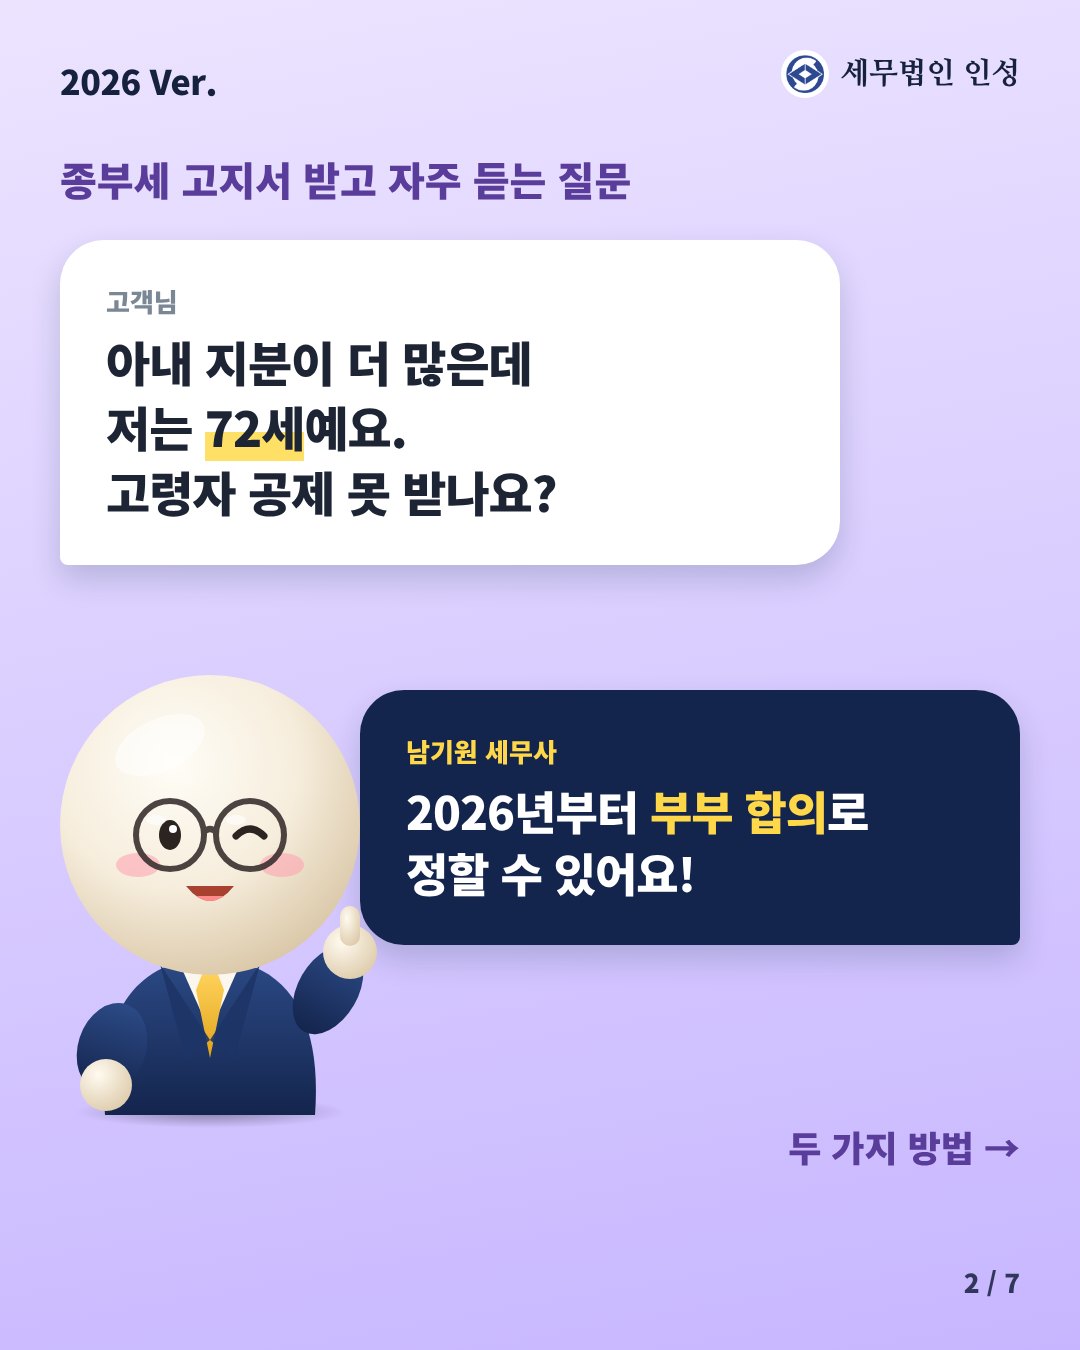 2026 Ver.
세무법인 인성
종부세 고지서 받고 자주 듣는 질문
고객님
아내 지분이 더 많은데
저는 72세예요.
고령자 공제 못 받나요?
남기원 세무사
2026년부터 부부 합의로
정할 수 있어요!
두 가지 방법 →
2 / 7